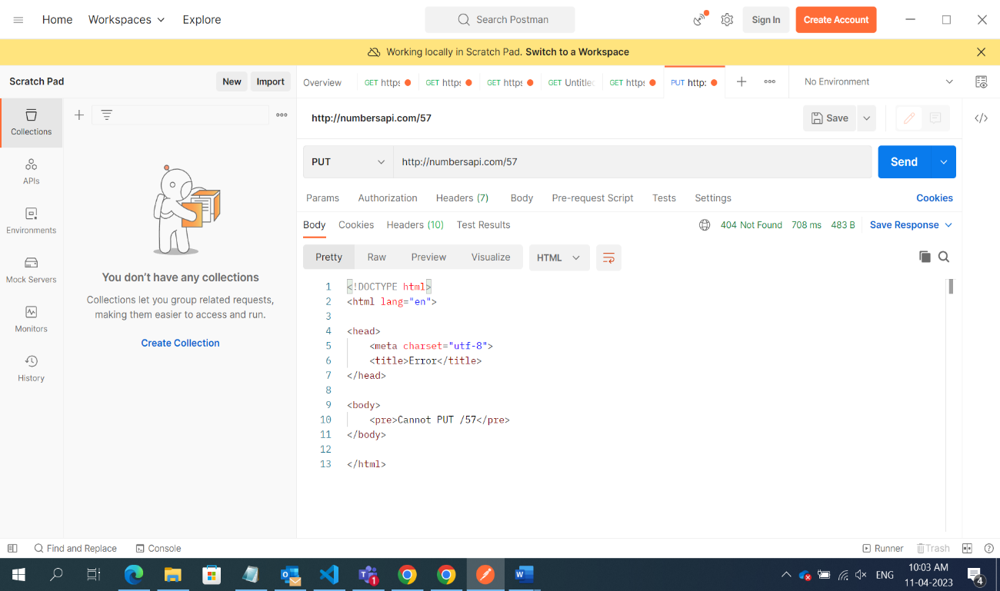 Home Workspaces Explore Search Postman Sign In Create Account
Working locally in Scratch Pad. Switch to a Workspace
Scratch Pad New Import
Overview GET https GET https GET https GET Untitled GET https PUT http: No Environment
http://numbersapi.com/57 Save </>
PUT http://numbersapi.com/57 Send
Params Authorization Headers (7) Body Pre-request Script Tests Settings Cookies
Body Cookies Headers (10) Test Results 404 Not Found 708 ms 483 B Save Response
Pretty Raw Preview Visualize HTML
1 <!DOCTYPE html>
2 <html lang="en">
3
4 <head>
5 <meta charset="utf-8">
6 <title>Error</title>
7 </head>
8
9 <body>
10 <pre>Cannot PUT /57</pre>
11 </body>
12
13 </html>
Collections
APIs
Environments
Mock Servers
Monitors
History
You don't have any collections
Collections let you group related requests,
making them easier to access and run.
Create Collection
Find and Replace Console Runner Trash
1 ENG 10:03 AM
11-04-2023 4